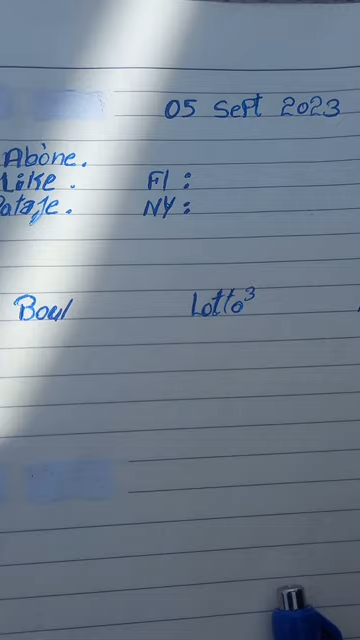 05 Sept 2023
Abòne.
Like. Fl :
Pataje. NY :
Boul Lotto³